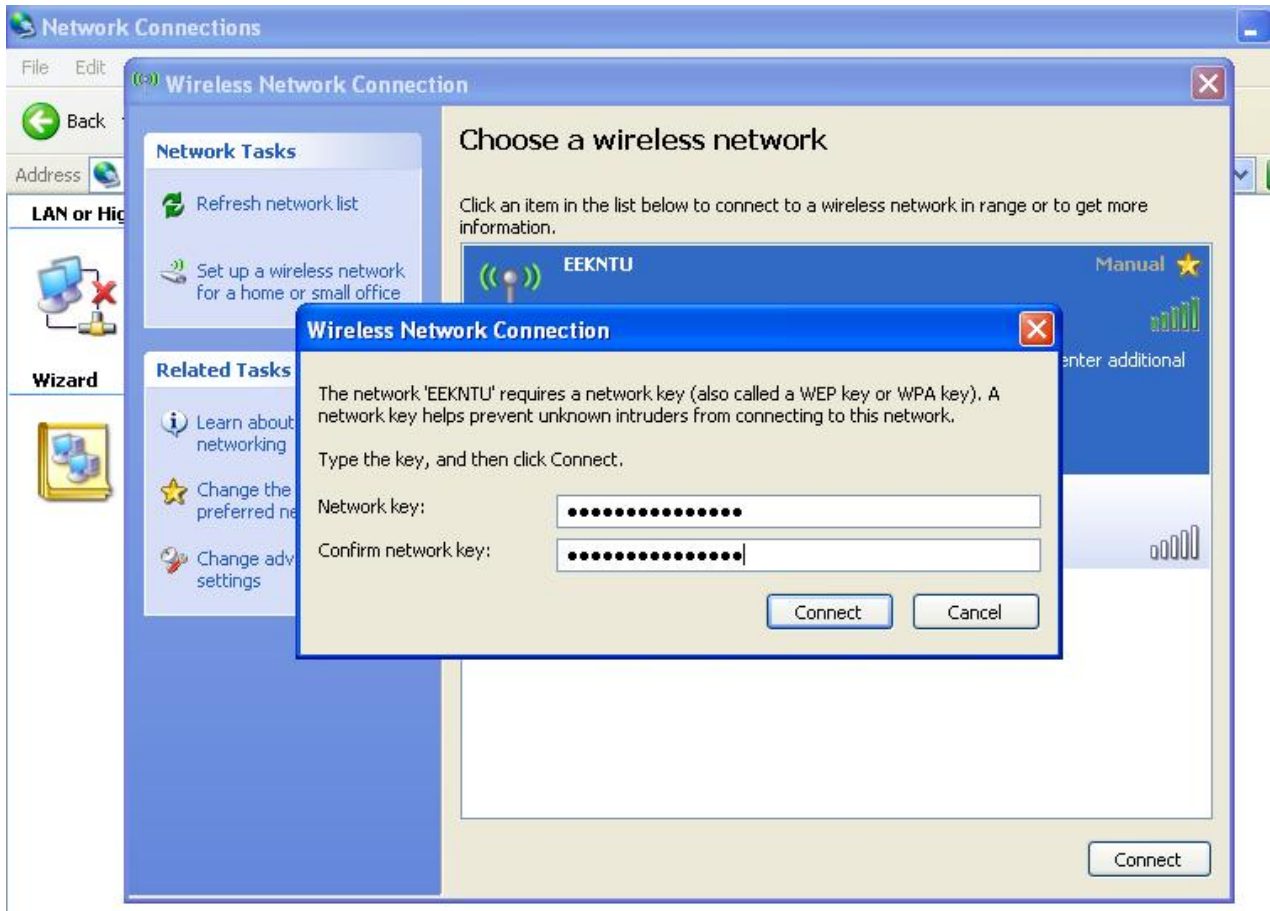 Network Connections
File Edit
Wireless Network Connection
Back
Address
Network Tasks
Refresh network list
Set up a wireless network
for a home or small office
Related Tasks
Learn about
networking
Change the
preferred ne
Change adv
settings
LAN or Hig
Wizard
Choose a wireless network
Click an item in the list below to connect to a wireless network in range or to get more
information.
EEKNTU Manual
enter additional
Wireless Network Connection
The network 'EEKNTU' requires a network key (also called a WEP key or WPA key). A
network key helps prevent unknown intruders from connecting to this network.
Type the key, and then click Connect.
Network key: •••••••••••••••
Confirm network key: •••••••••••••••
Connect Cancel
Connect